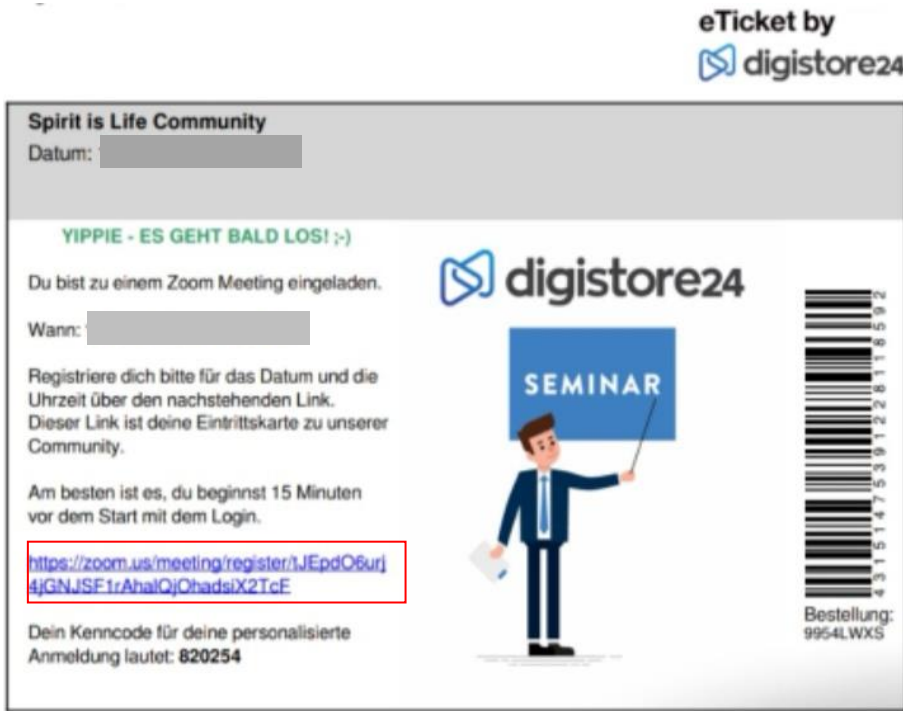 eTicket by
digistore24
Spirit is Life Community
Datum:
YIPPIE - ES GEHT BALD LOS! ;-)
Du bist zu einem Zoom Meeting eingeladen.
Wann:
Registriere dich bitte für das Datum und die
Uhrzeit über den nachstehenden Link.
Dieser Link ist deine Eintrittskarte zu unserer
Community.
Am besten ist es, du beginnst 15 Minuten
vor dem Start mit dem Login.
https://zoom.us/meeting/register/tJEpdO6urj
4jGNJSF1rAhalQjOhadsiX2TcF
Dein Kenncode für deine personalisierte
Anmeldung lautet: 820254
digistore24
SEMINAR
43151475391228118592
Bestellung:
9954LWXS